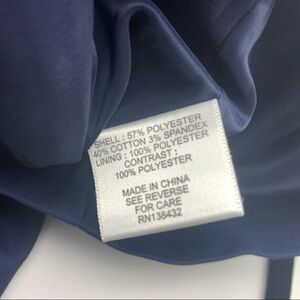 SHELL : 57% POLYESTER
40% COTTON 3% SPANDEX
LINING : 100% POLYESTER
CONTRAST :
100% POLYESTER
MADE IN CHINA
SEE REVERSE
FOR CARE
RN138432